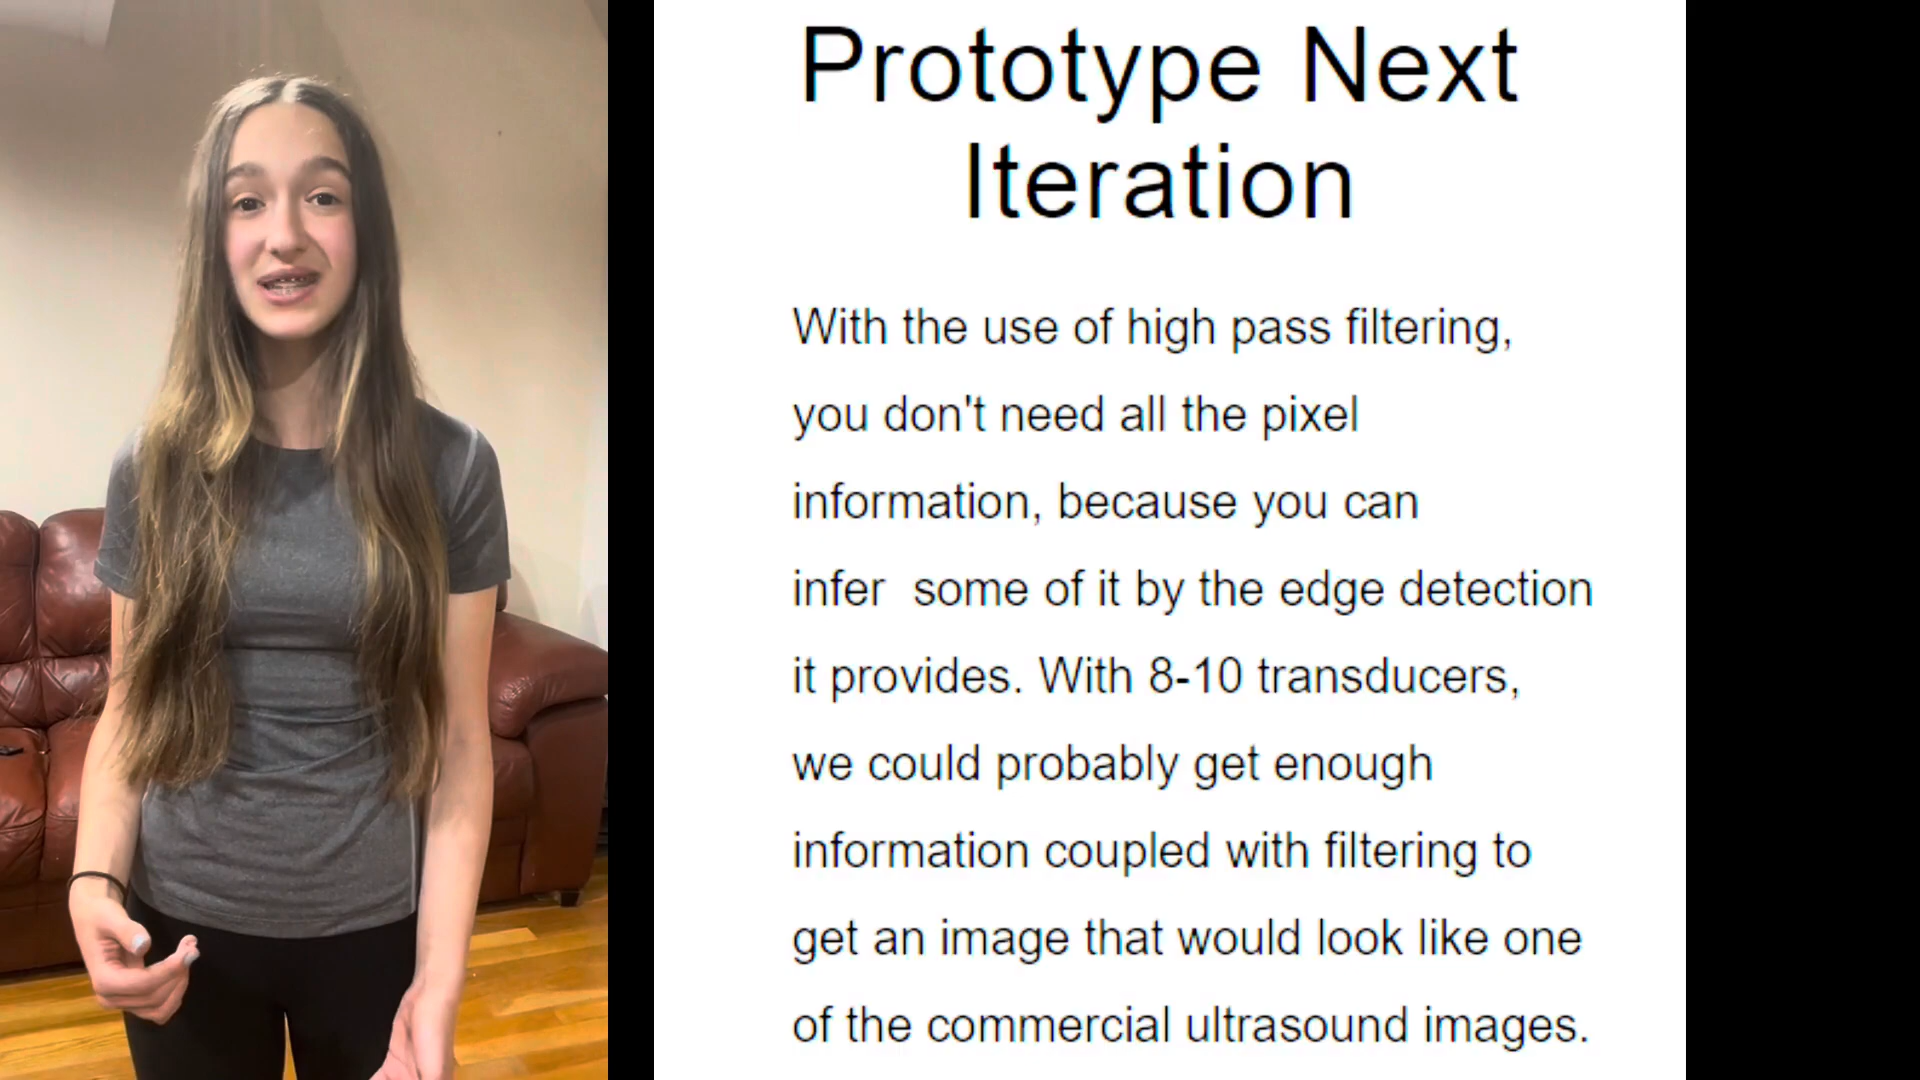 Prototype Next
Iteration
With the use of high pass filtering,
you don't need all the pixel
information, because you can
infer  some of it by the edge detection
it provides. With 8-10 transducers,
we could probably get enough
information coupled with filtering to
get an image that would look like one
of the commercial ultrasound images.